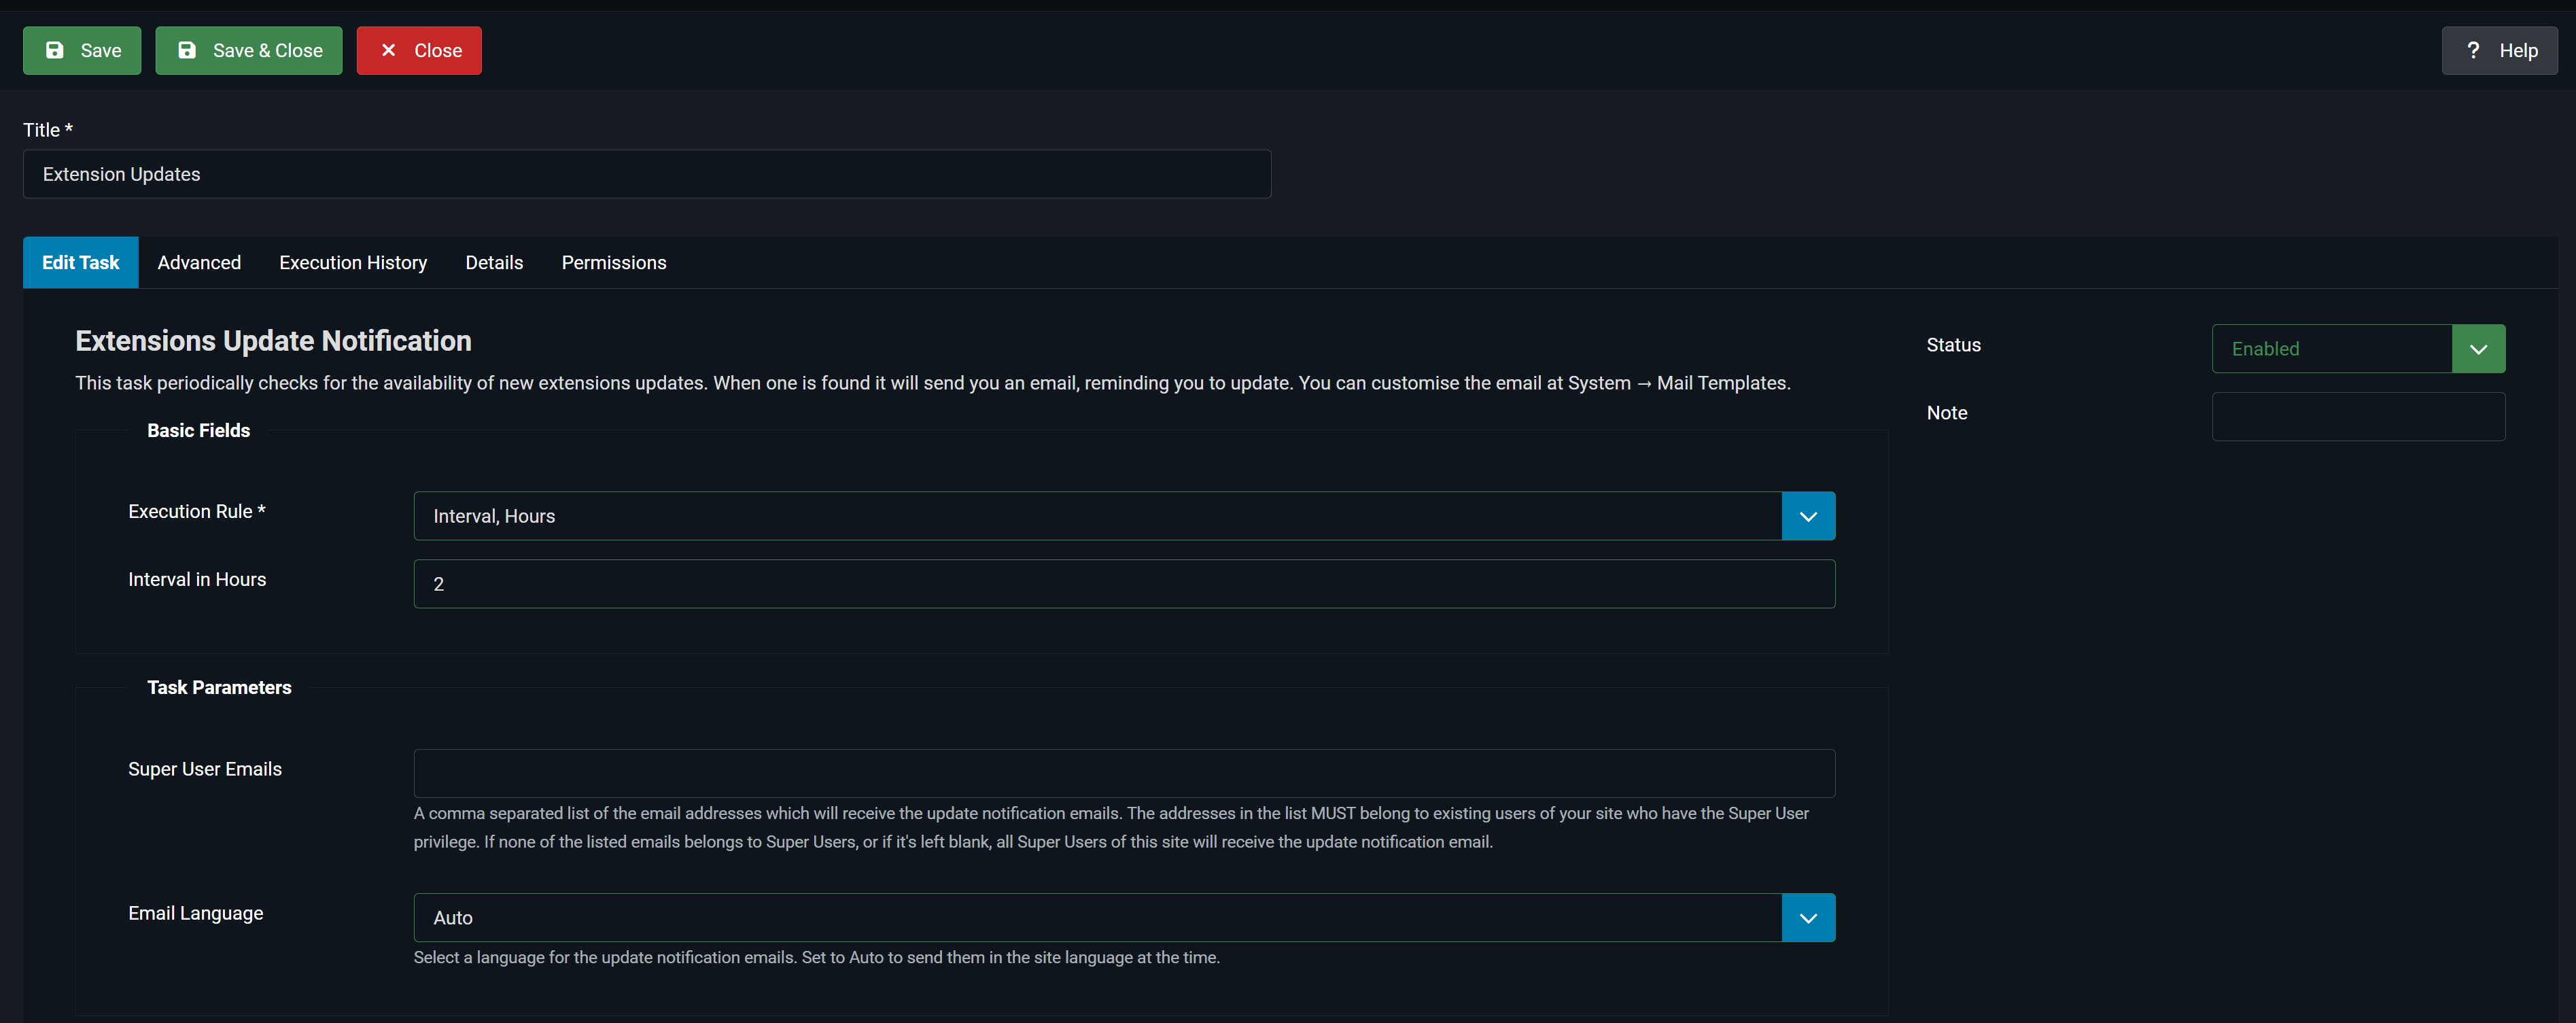 Save
Save & Close
Close
? Help
Title *
Extension Updates
Edit Task
Advanced
Execution History
Details
Permissions
Extensions Update Notification
This task periodically checks for the availability of new extensions updates. When one is found it will send you an email, reminding you to update. You can customise the email at System → Mail Templates.
Status
Enabled
Note
Basic Fields
Execution Rule *
Interval, Hours
Interval in Hours
2
Task Parameters
Super User Emails
A comma separated list of the email addresses which will receive the update notification emails. The addresses in the list MUST belong to existing users of your site who have the Super User
privilege. If none of the listed emails belongs to Super Users, or if it's left blank, all Super Users of this site will receive the update notification email.
Email Language
Auto
Select a language for the update notification emails. Set to Auto to send them in the site language at the time.